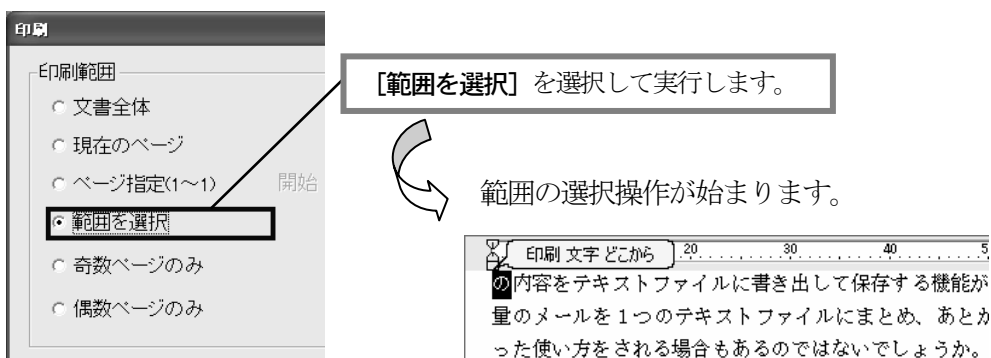 印刷
印刷範囲
文書全体
現在のページ
ページ指定(1～1) 開始
範囲を選択
奇数ページのみ
偶数ページのみ
［範囲を選択］を選択して実行します。
範囲の選択操作が始まります。
印刷 文字 どこから 20 30 40 5
の内容をテキストファイルに書き出して保存する機能が
量のメールを１つのテキストファイルにまとめ、あとか
った使い方をされる場合もあるのではないでしょうか。